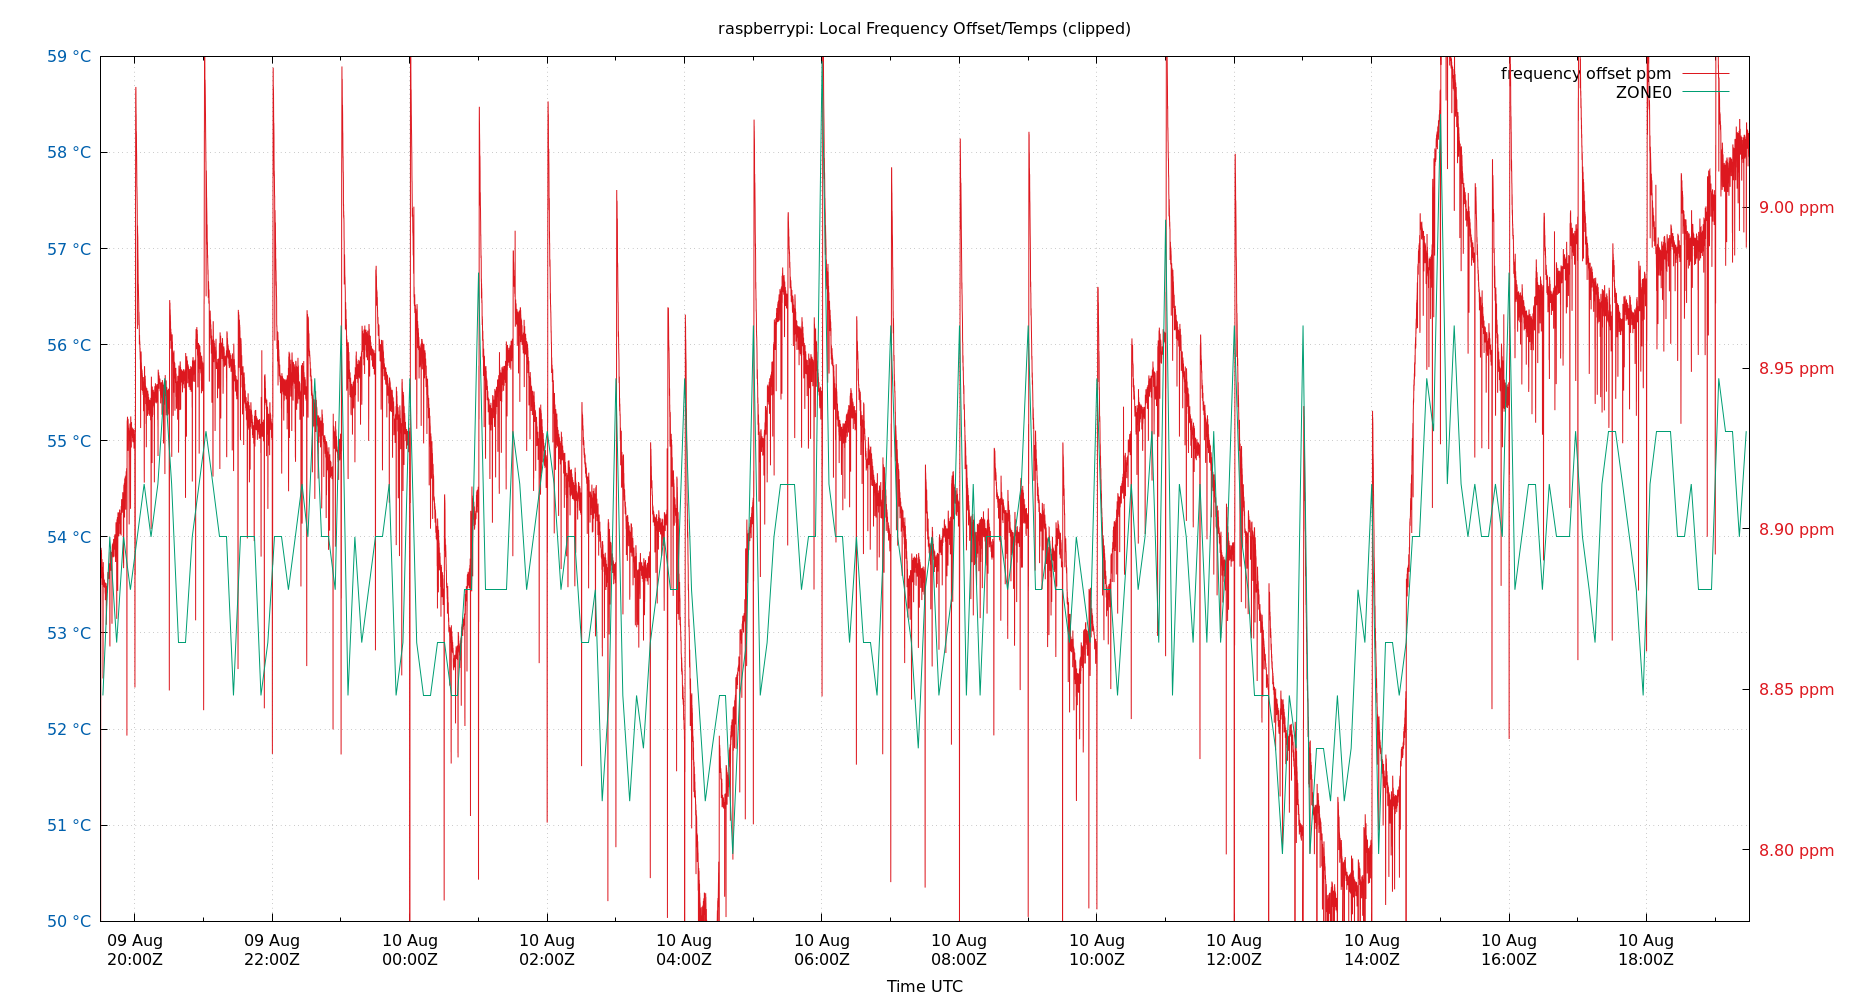 raspberrypi: Local Frequency Offset/Temps (clipped)
frequency offset ppm
ZONE0
59 °C
58 °C
57 °C
56 °C
55 °C
54 °C
53 °C
52 °C
51 °C
50 °C
9.00 ppm
8.95 ppm
8.90 ppm
8.85 ppm
8.80 ppm
09 Aug
20:00Z
09 Aug
22:00Z
10 Aug
00:00Z
10 Aug
02:00Z
10 Aug
04:00Z
10 Aug
06:00Z
10 Aug
08:00Z
10 Aug
10:00Z
10 Aug
12:00Z
10 Aug
14:00Z
10 Aug
16:00Z
10 Aug
18:00Z
Time UTC